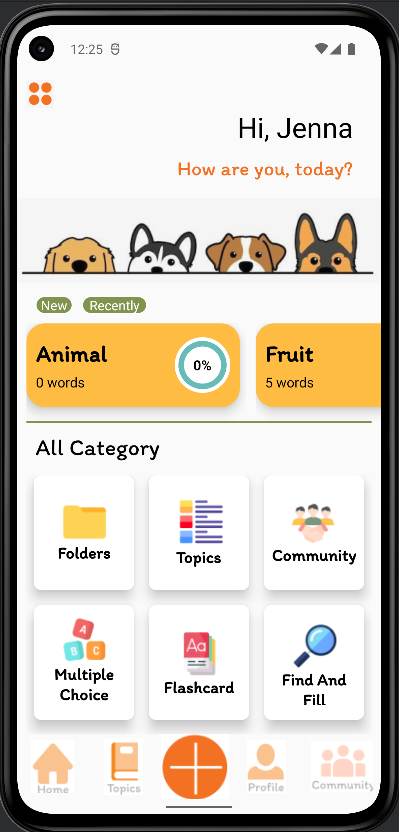 12:25
Hi, Jenna
How are you, today?
New Recently
Animal
0 words
0%
Fruit
5 words
All Category
Folders
Topics
Community
A
B C
Multiple
Choice
Aa
Flashcard
Find And
Fill
Home
Topics
Profile
Community